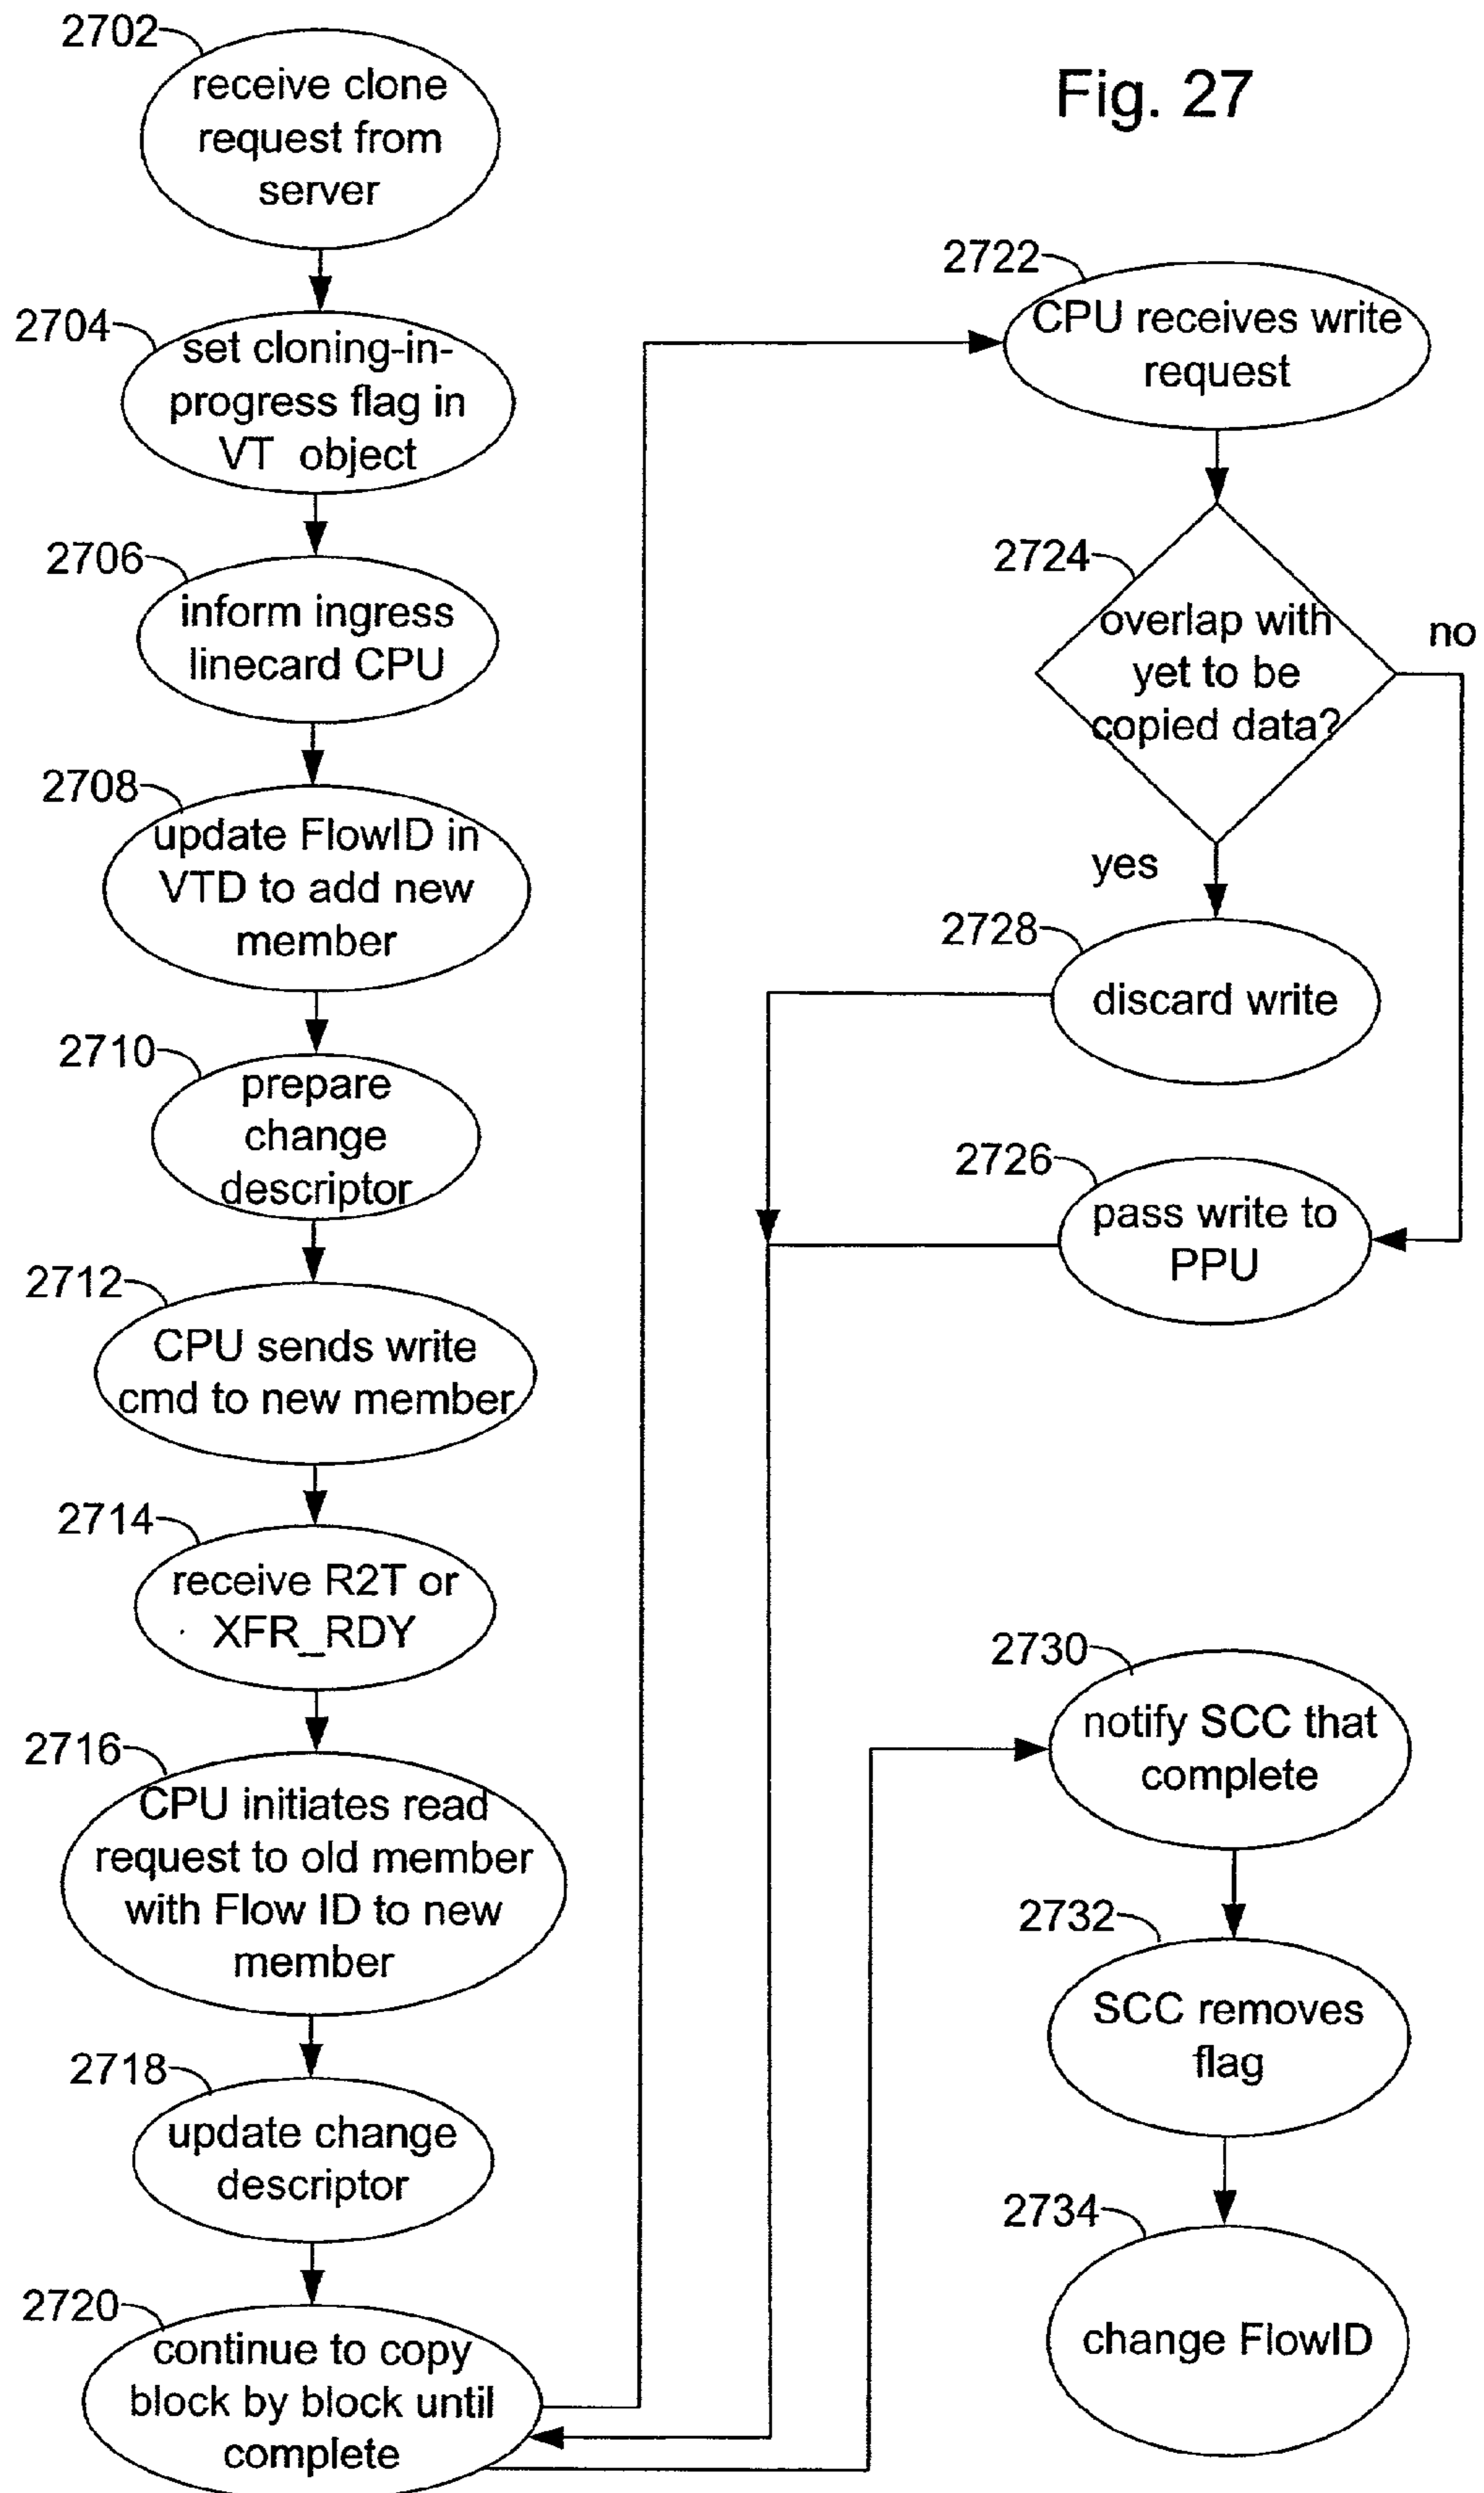 Fig. 27
2702
receive clone
request from
server
2704
set cloning-in-
progress flag in
VT object
2706
inform ingress
linecard CPU
2708
update FlowID in
VTD to add new
member
2710
prepare
change
descriptor
2712
CPU sends write
cmd to new member
2714
receive R2T or
XFR_RDY
2716
CPU initiates read
request to old member
with Flow ID to new
member
2718
update change
descriptor
2720
continue to copy
block by block until
complete
2722
CPU receives write
request
2724
overlap with
yet to be
copied data?
no
yes
2728
discard write
2726
pass write to
PPU
2730
notify SCC that
complete
2732
SCC removes
flag
2734
change FlowID